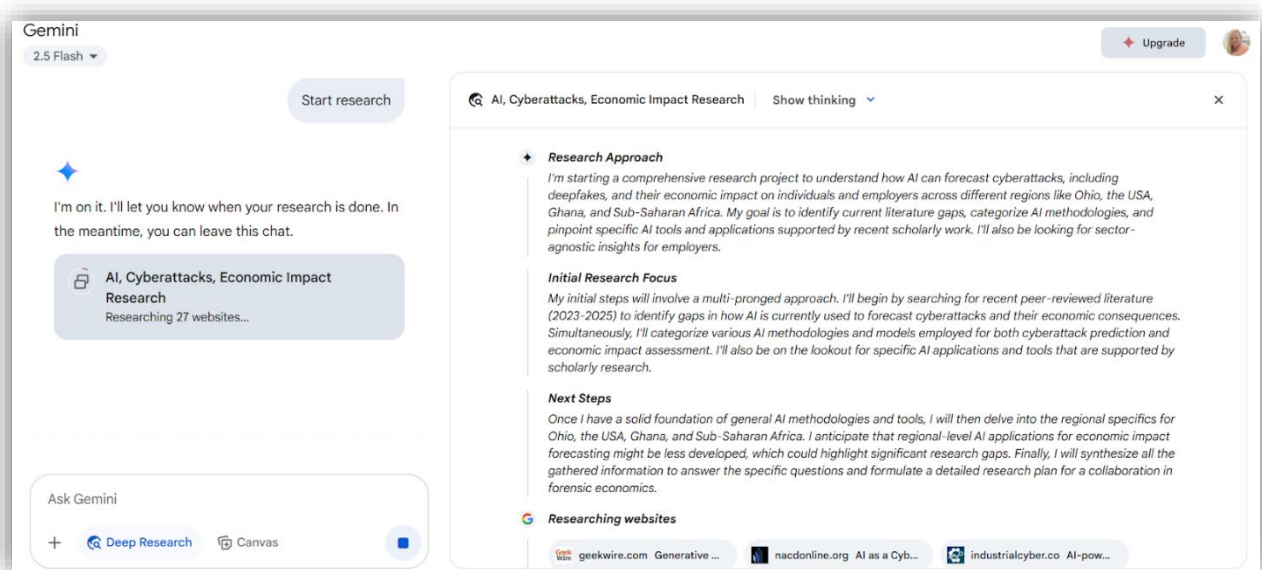 Gemini
2.5 Flash
Upgrade
Start research
I'm on it. I'll let you know when your research is done. In
the meantime, you can leave this chat.
AI, Cyberattacks, Economic Impact
Research
Researching 27 websites...
Ask Gemini
Deep Research
Canvas
AI, Cyberattacks, Economic Impact Research
Show thinking
Research Approach
I'm starting a comprehensive research project to understand how AI can forecast cyberattacks, including
deepfakes, and their economic impact on individuals and employers across different regions like Ohio, the USA,
Ghana, and Sub-Saharan Africa. My goal is to identify current literature gaps, categorize AI methodologies, and
pinpoint specific AI tools and applications supported by recent scholarly work. I'll also be looking for sector-
agnostic insights for employers.
Initial Research Focus
My initial steps will involve a multi-pronged approach. I'll begin by searching for recent peer-reviewed literature
(2023-2025) to identify gaps in how AI is currently used to forecast cyberattacks and their economic consequences.
Simultaneously, I'll categorize various AI methodologies and models employed for both cyberattack prediction and
economic impact assessment. I'll also be on the lookout for specific AI applications and tools that are supported by
scholarly research.
Next Steps
Once I have a solid foundation of general AI methodologies and tools, I will then delve into the regional specifics for
Ohio, the USA, Ghana, and Sub-Saharan Africa. I anticipate that regional-level AI applications for economic impact
forecasting might be less developed, which could highlight significant research gaps. Finally, I will synthesize all the
gathered information to answer the specific questions and formulate a detailed research plan for a collaboration in
forensic economics.
Researching websites
Geek
Wire
geekwire.com Generative ...
nacdonline.org AI as a Cyb...
industrialcyber.co AI-pow...